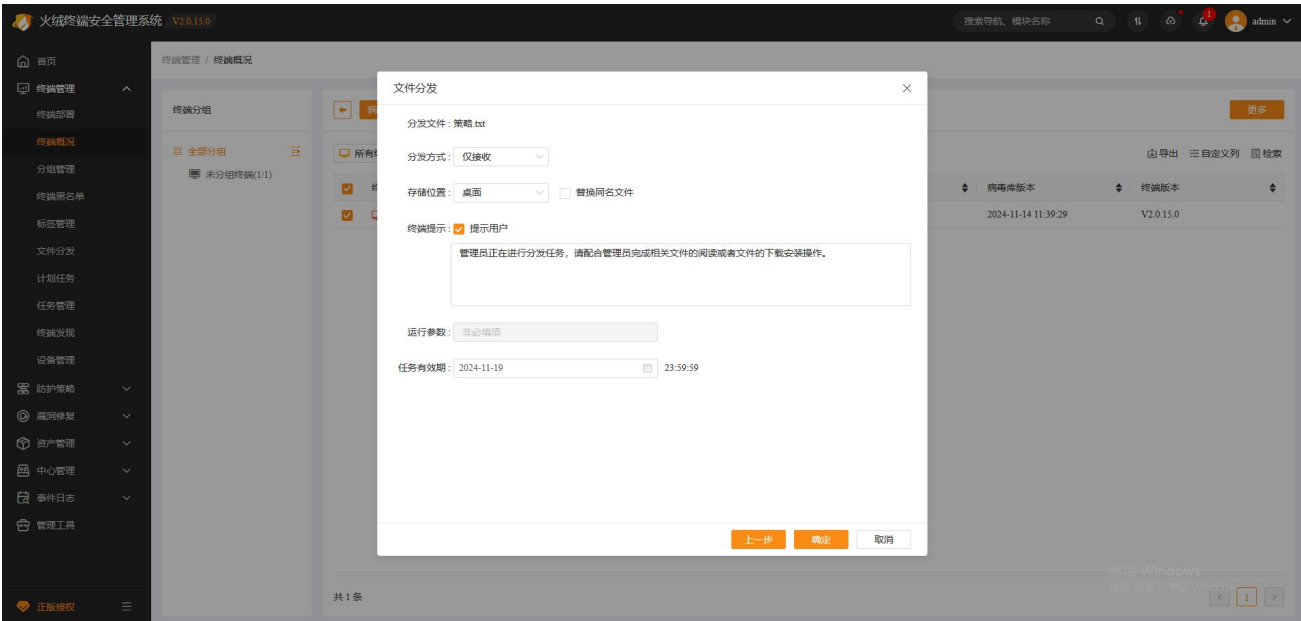 火绒终端安全管理系统 V2.0.15.0
搜索导航、模块名称
1
admin
首页
终端管理
终端部署
终端概况
分组管理
终端黑名单
标签管理
文件分发
计划任务
任务管理
终端发现
设备管理
防护策略
漏洞修复
资产管理
中心管理
事件日志
管理工具
正版授权
终端管理 / 终端概况
终端分组
全部分组
未分组终端(1/1)
更多
所有
导出 自定义列 检索
病毒库版本 终端版本
2024-11-14 11:39:29 V2.0.15.0
文件分发
分发文件 : 策略.txt
分发方式 : 仅接收
存储位置 : 桌面 替换同名文件
终端提示 : 提示用户
管理员正在进行分发任务，请配合管理员完成相关文件的阅读或者文件的下载安装操作。
运行参数 : 非必填项
任务有效期 : 2024-11-19 23:59:59
上一步 确定 取消
共 1 条
激活 Windows
1